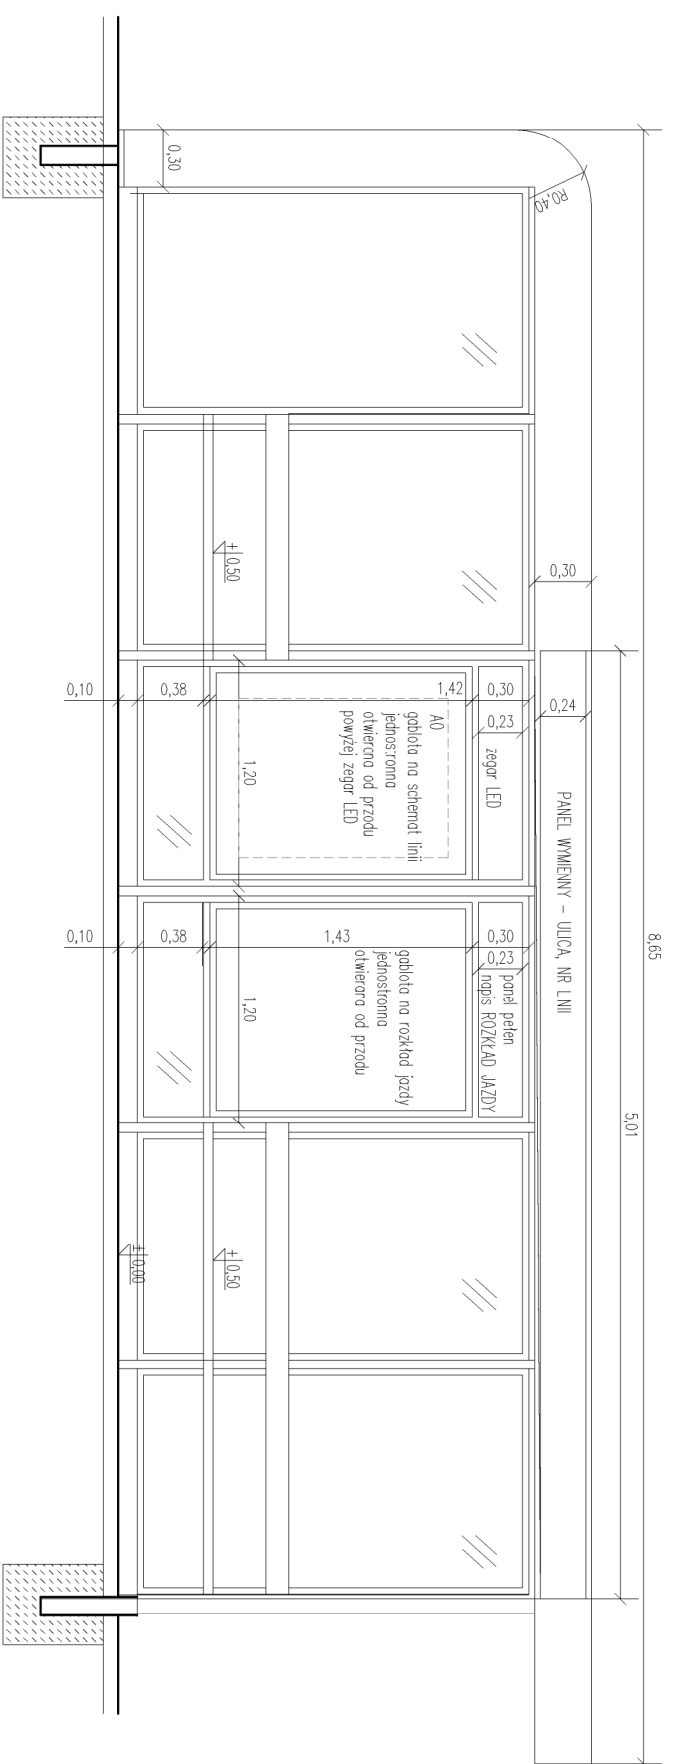 8,65
5,01
R0,40
0,30
0,30
0,24
PANEL WYMIENNY – ULICA, NR LNII
0,30
0,23
zegar LED
1,42
A0
gablota na schemat linii
jednostronna
otwierana od przodu
powyżej zegar LED
1,20
0,38
0,10
0,30
0,23
panel pełen
napis ROZKŁAD JAZDY
1,43
gablota na rozkład jazdy
jednostronna
otwierara od przodu
1,20
0,38
0,10
+ 0,50
+ 0,50
± 0,00